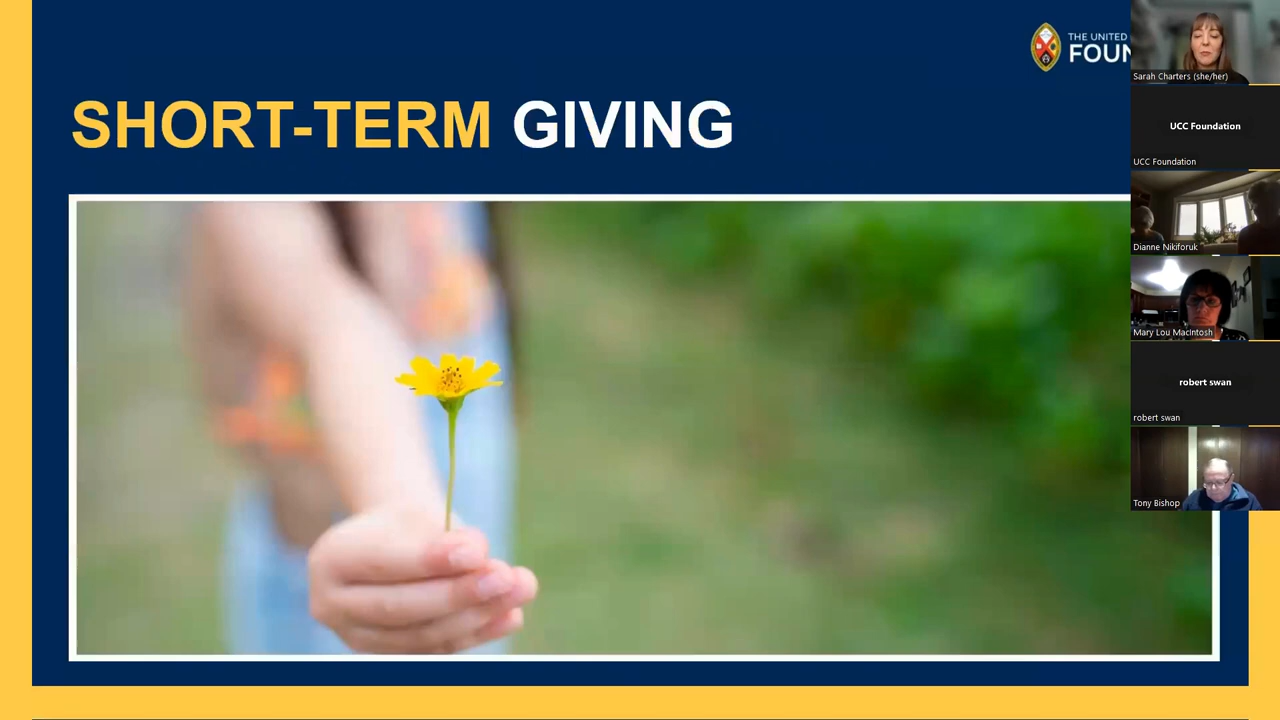 THE UNITED
FOUN
SHORT-TERM GIVING
Sarah Charters (she/her)
UCC Foundation
UCC Foundation
Dianne Nikiforuk
Mary Lou MacIntosh
robert swan
robert swan
Tony Bishop